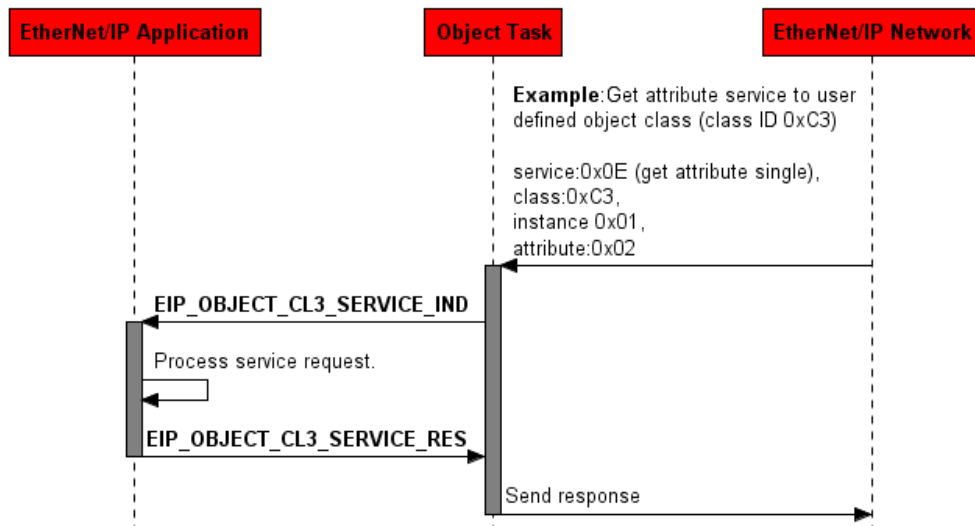 EtherNet/IP Application
Object Task
EtherNet/IP Network
Example:Get attribute service to user
defined object class (class ID 0xC3)
service:0x0E (get attribute single),
class:0xC3,
instance 0x01,
attribute:0x02
EIP_OBJECT_CL3_SERVICE_IND
Process service request.
EIP_OBJECT_CL3_SERVICE_RES
Send response